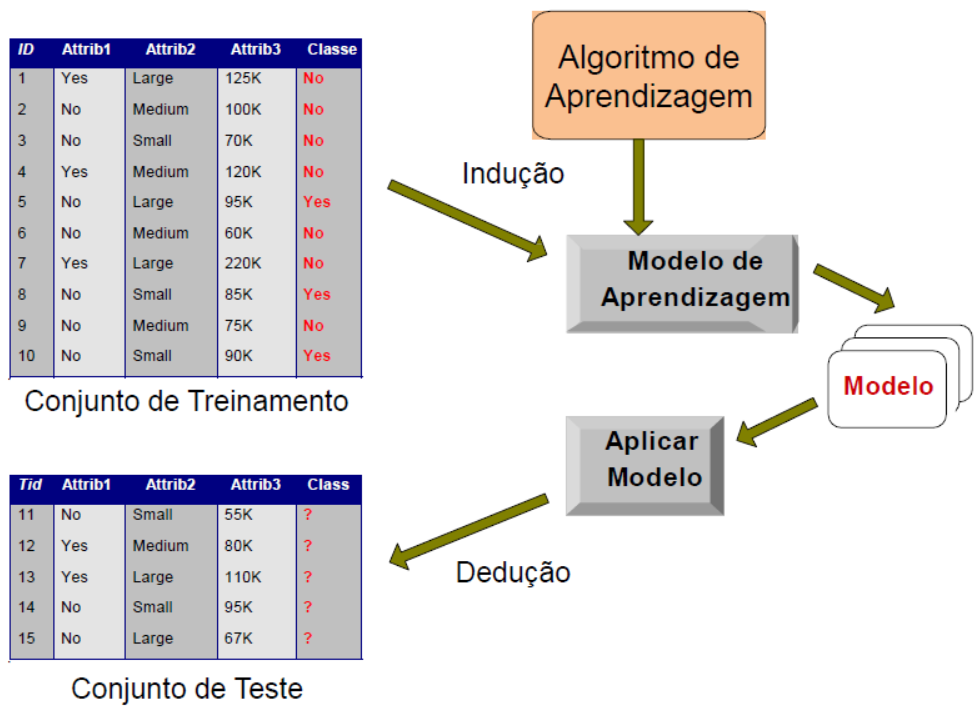 ID Attrib1 Attrib2 Attrib3 Classe
1 Yes Large 125K No
2 No Medium 100K No
3 No Small 70K No
4 Yes Medium 120K No
5 No Large 95K Yes
6 No Medium 60K No
7 Yes Large 220K No
8 No Small 85K Yes
9 No Medium 75K No
10 No Small 90K Yes
Conjunto de Treinamento
Algoritmo de
Aprendizagem
Indução
Modelo de
Aprendizagem
Modelo
Aplicar
Modelo
Dedução
Tid Attrib1 Attrib2 Attrib3 Class
11 No Small 55K ?
12 Yes Medium 80K ?
13 Yes Large 110K ?
14 No Small 95K ?
15 No Large 67K ?
Conjunto de Teste